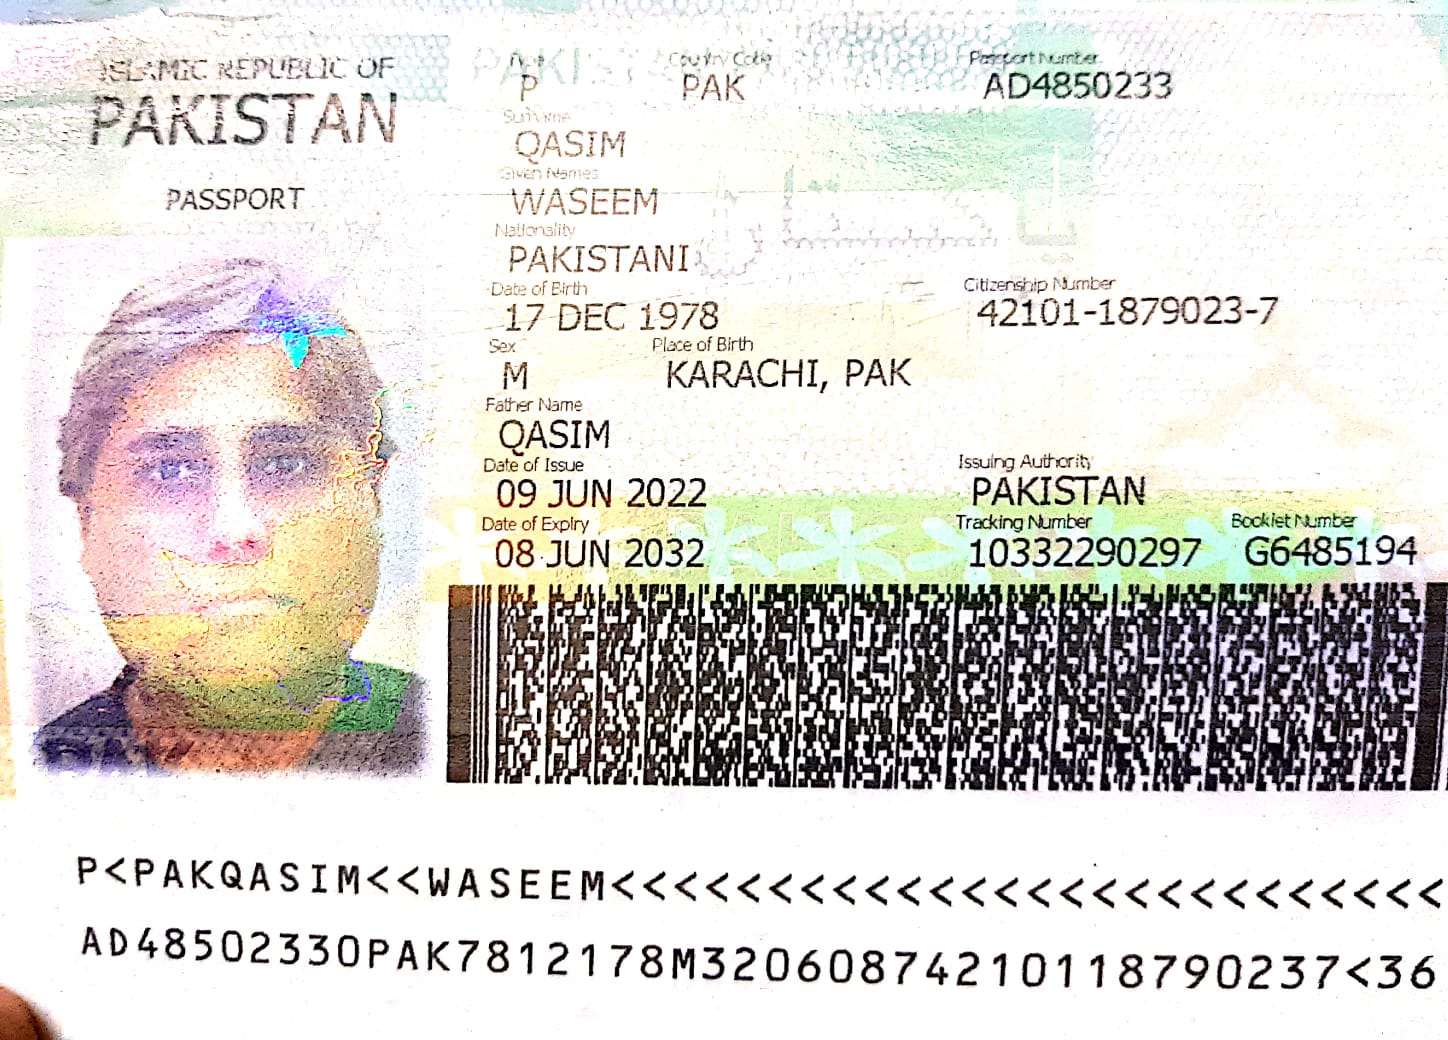 ISLAMIC REPUBLIC OF
PAKISTAN
PASSPORT
Type Country Code Passport Number
P PAK AD4850233
Surname
QASIM
Given Names
WASEEM
Nationality
PAKISTANI
Date of Birth Citizenship Number
17 DEC 1978 42101-1879023-7
Sex Place of Birth
M KARACHI, PAK
Father Name
QASIM
Date of Issue Issuing Authority
09 JUN 2022 PAKISTAN
Date of Expiry Tracking Number Booklet Number
08 JUN 2032 10332290297 G6485194
P<PAKQASIM<<WASEEM<<<<<<<<<<<<<<<<<<<<<<<<<<
AD48502330PAK7812178M32060874210118790237<36